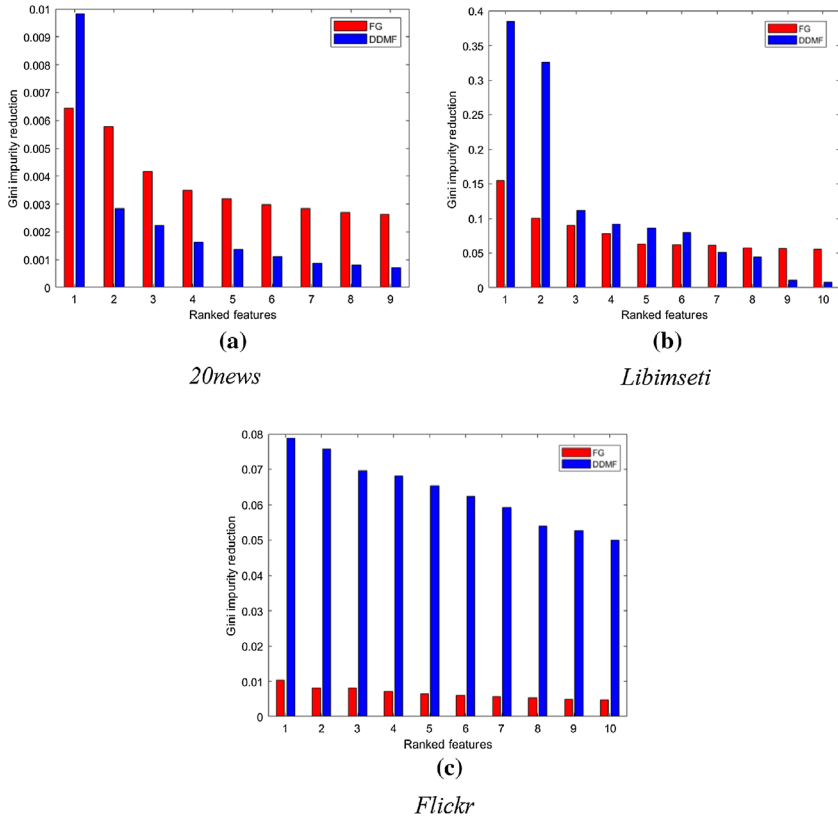 0.01
0.009
0.008
0.007
0.006
0.005
0.004
0.003
0.002
0.001
0
Gini impurity reduction
FG
DDMF
1 2 3 4 5 6 7 8 9
Ranked features
(a)
20news
0.4
0.35
0.3
0.25
0.2
0.15
0.1
0.05
0
Gini impurity reduction
FG
DDMF
1 2 3 4 5 6 7 8 9 10
Ranked features
(b)
Libimseti
0.08
0.07
0.06
0.05
0.04
0.03
0.02
0.01
0
Gini impurity reduction
FG
DDMF
1 2 3 4 5 6 7 8 9 10
Ranked features
(c)
Flickr